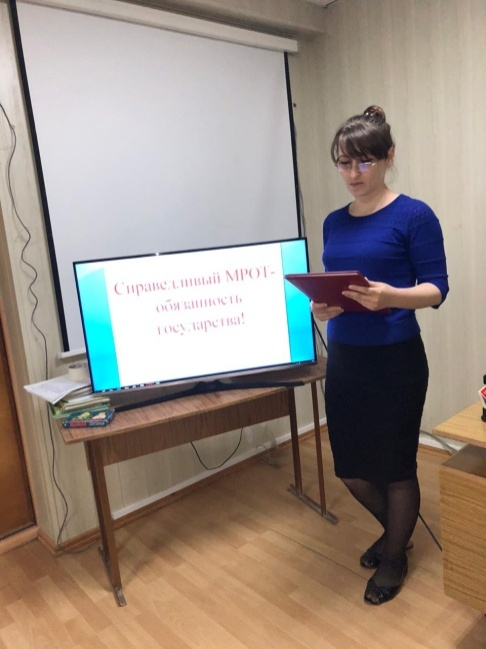 Справедливый МРОТ-
обязанность
государства!